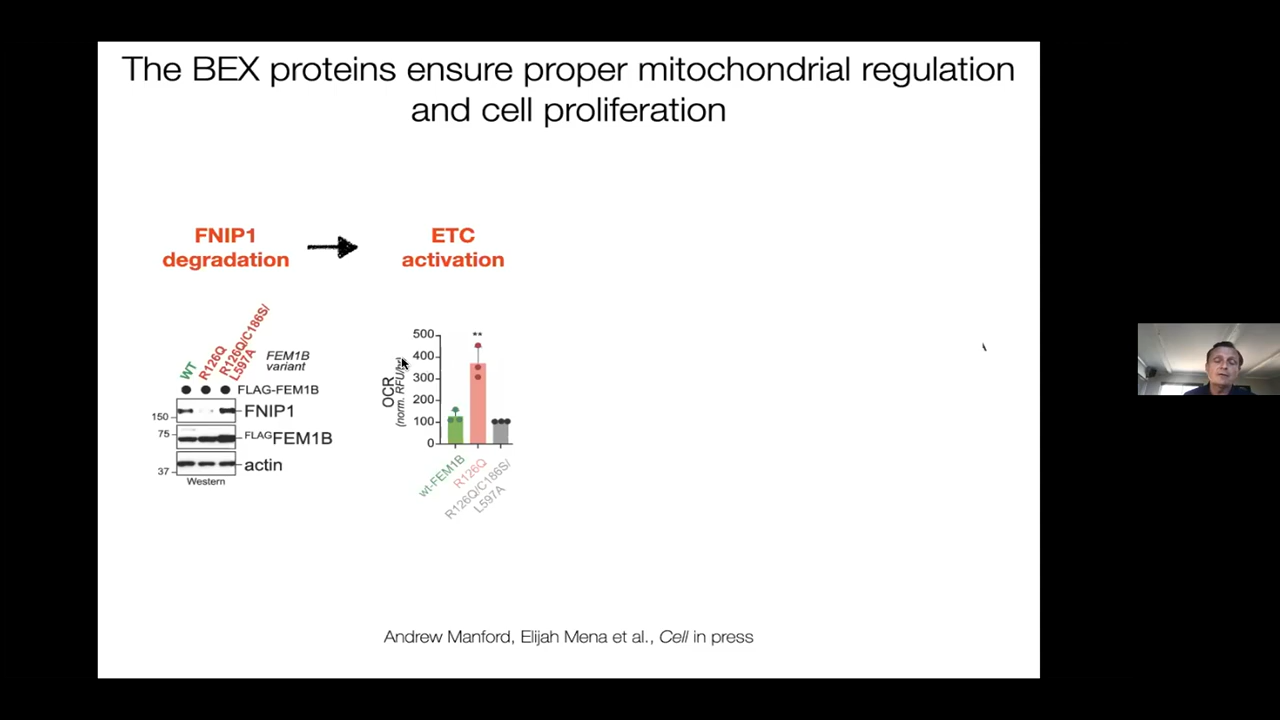 The BEX proteins ensure proper mitochondrial regulation
and cell proliferation
FNIP1
degradation
ETC
activation
WT
R126Q
R126Q/C186S/
L597A
FEM1B
variant
FLAG-FEM1B
150
FNIP1
75
FLAGFEM1B
actin
37
Western
OCR
(norm. RFU/hr)
500
400
300
200
100
0
**
wt-FEM1B
R126Q
R126Q/C186S/
L597A
Andrew Manford, Elijah Mena et al., Cell in press